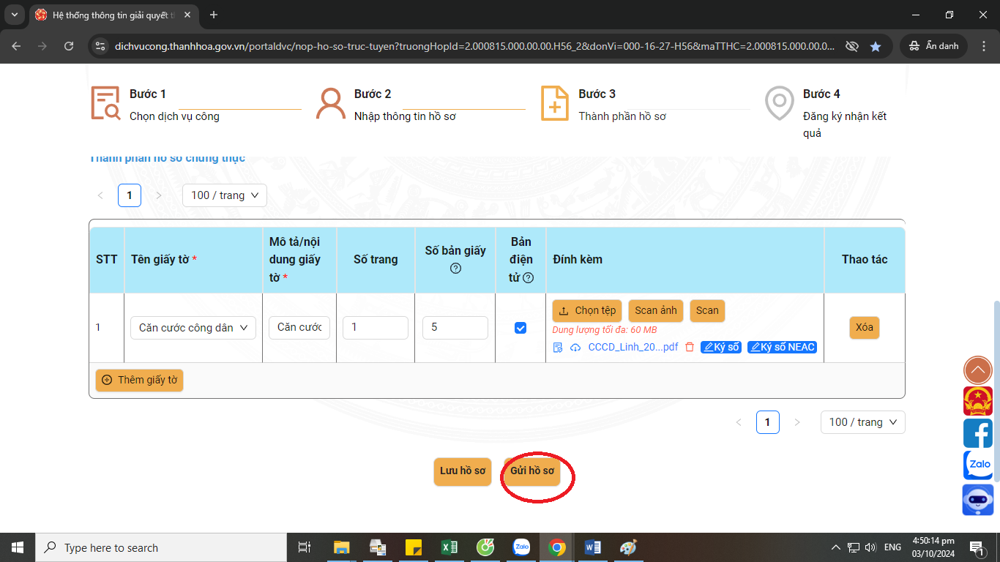 Hệ thống thông tin giải quyết t
dichvucong.thanhhoa.gov.vn/portaldvc/nop-ho-so-truc-tuyen?truongHopId=2.000815.000.00.00.H56_2&donVi=000-16-27-H56&maTTHC=2.000815.000.00.0...
Ẩn danh
Bước 1
Chọn dịch vụ công
Bước 2
Nhập thông tin hồ sơ
Bước 3
Thành phần hồ sơ
Bước 4
Đăng ký nhận kết
quả
Thành phần hồ sơ chứng thực
1
100 / trang
STT
Tên giấy tờ *
Mô tả/nội
dung giấy
tờ *
Số trang
Số bản giấy
Bản
điện
tử
Đính kèm
Thao tác
1
Căn cước công dân
Căn cước
1
5
Chọn tệp
Scan ảnh
Scan
Dung lượng tối đa: 60 MB
CCCD_Linh_20...pdf
Ký số
Ký số NEAC
Xóa
Thêm giấy tờ
1
100 / trang
Lưu hồ sơ
Gửi hồ sơ
Zalo
Type here to search
Zalo
ENG
4:50:14 pm
03/10/2024
1